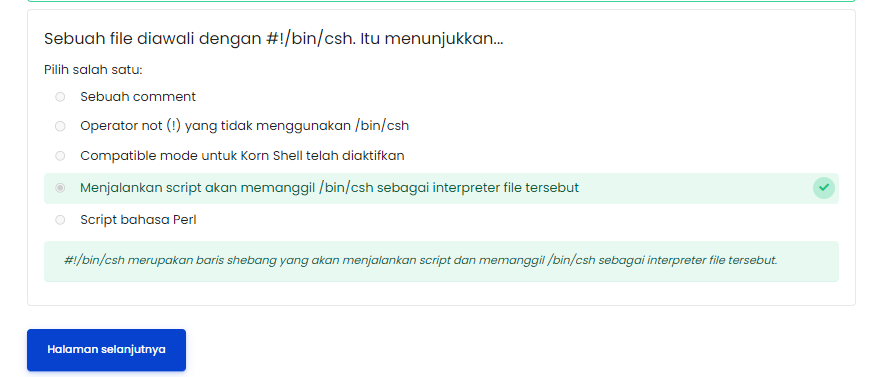 Sebuah file diawali dengan #!/bin/csh. Itu menunjukkan...
Pilih salah satu:
Sebuah comment
Operator not (!) yang tidak menggunakan /bin/csh
Compatible mode untuk Korn Shell telah diaktifkan
Menjalankan script akan memanggil /bin/csh sebagai interpreter file tersebut
Script bahasa Perl
#!/bin/csh merupakan baris shebang yang akan menjalankan script dan memanggil /bin/csh sebagai interpreter file tersebut.
Halaman selanjutnya